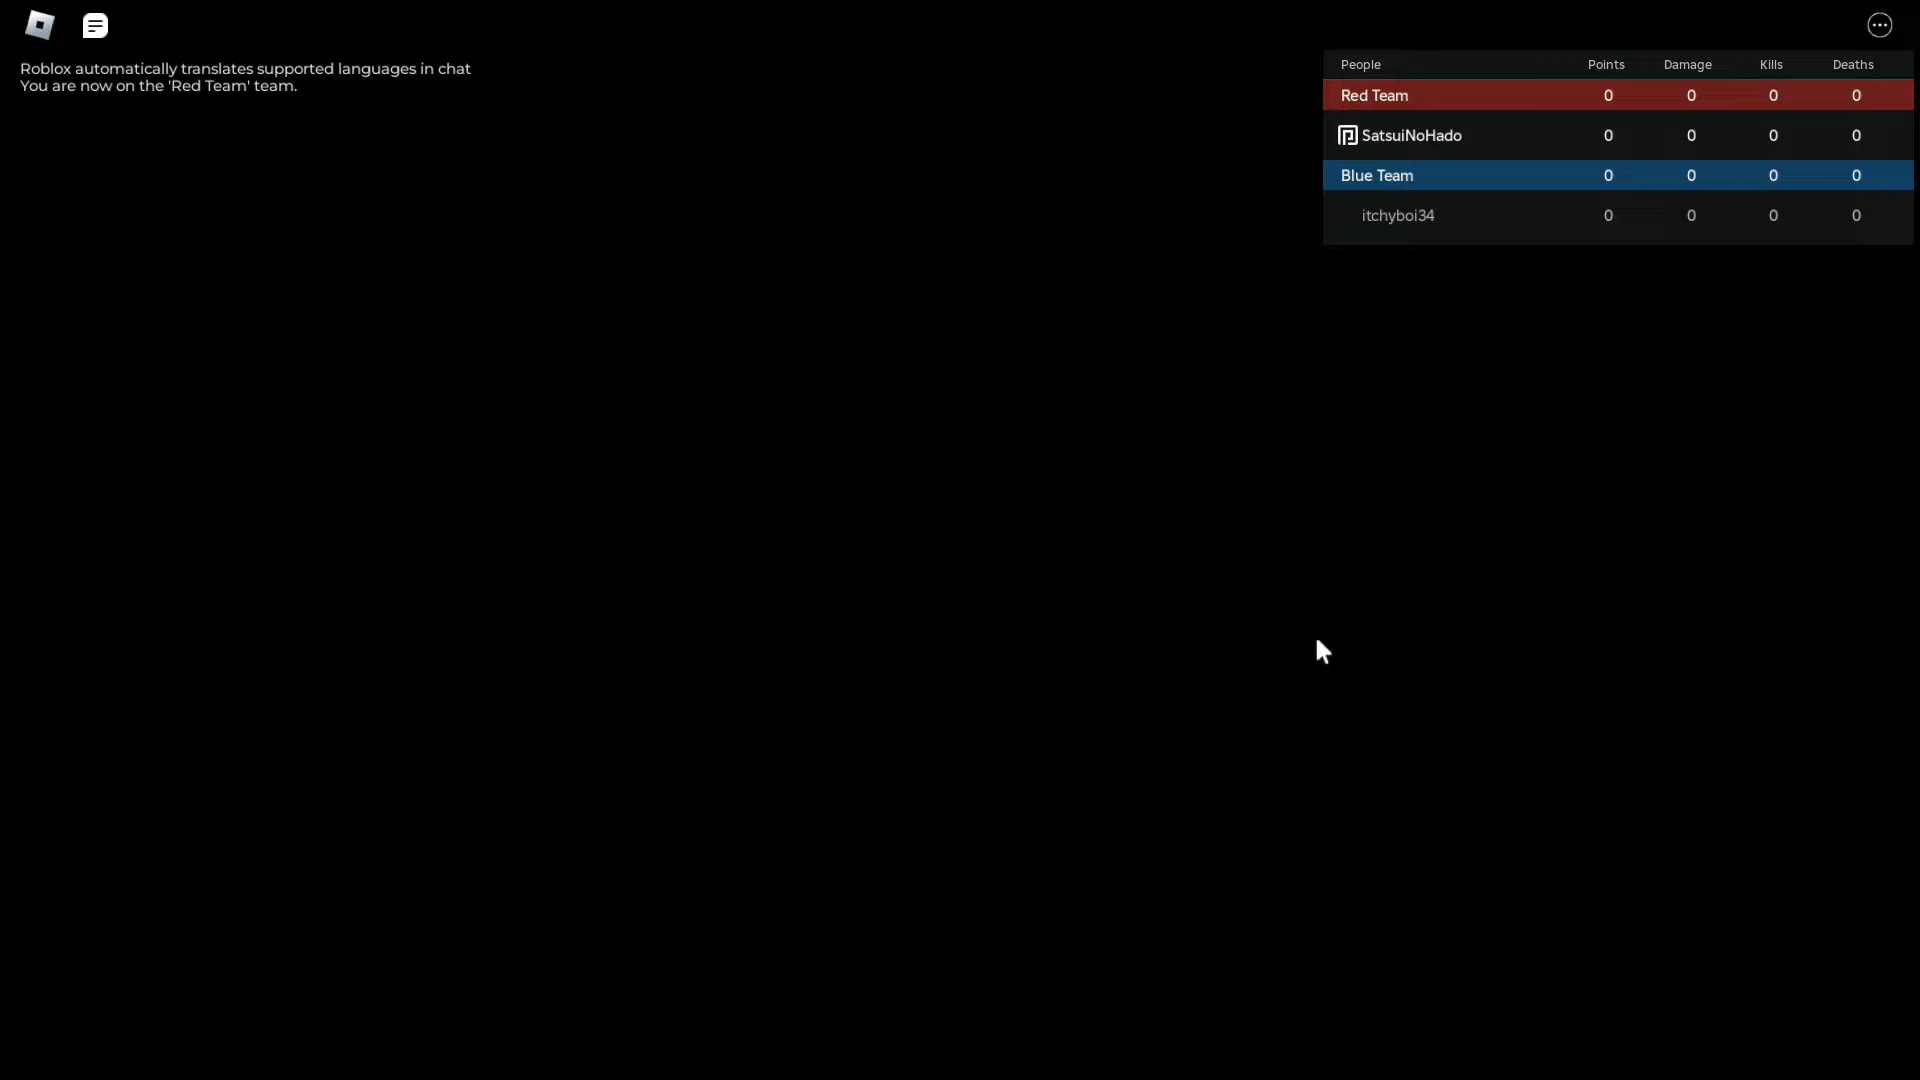 Roblox automatically translates supported languages in chat
You are now on the 'Red Team' team.
People Points Damage Kills Deaths
Red Team 0 0 0 0
SatsuiNoHado 0 0 0 0
Blue Team 0 0 0 0
itchyboi34 0 0 0 0